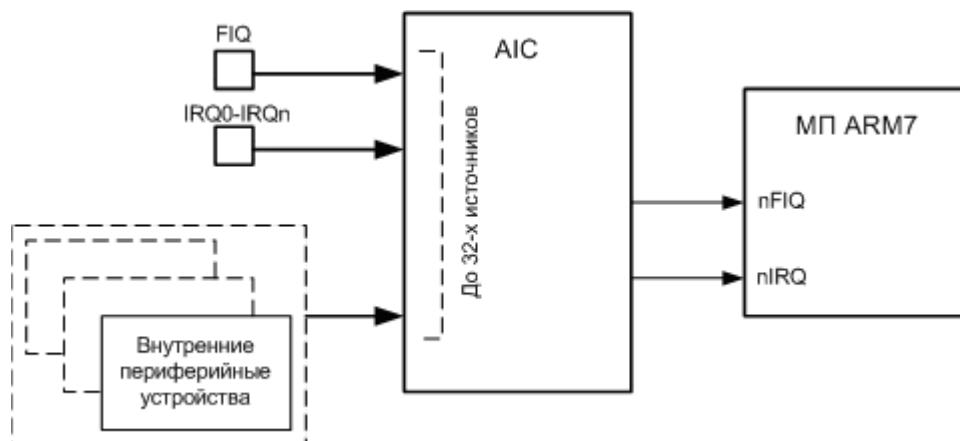 FIQ
IRQ0-IRQn
AIC
До 32-х источников
МП ARM7
nFIQ
nIRQ
Внутренние
периферийные
устройства